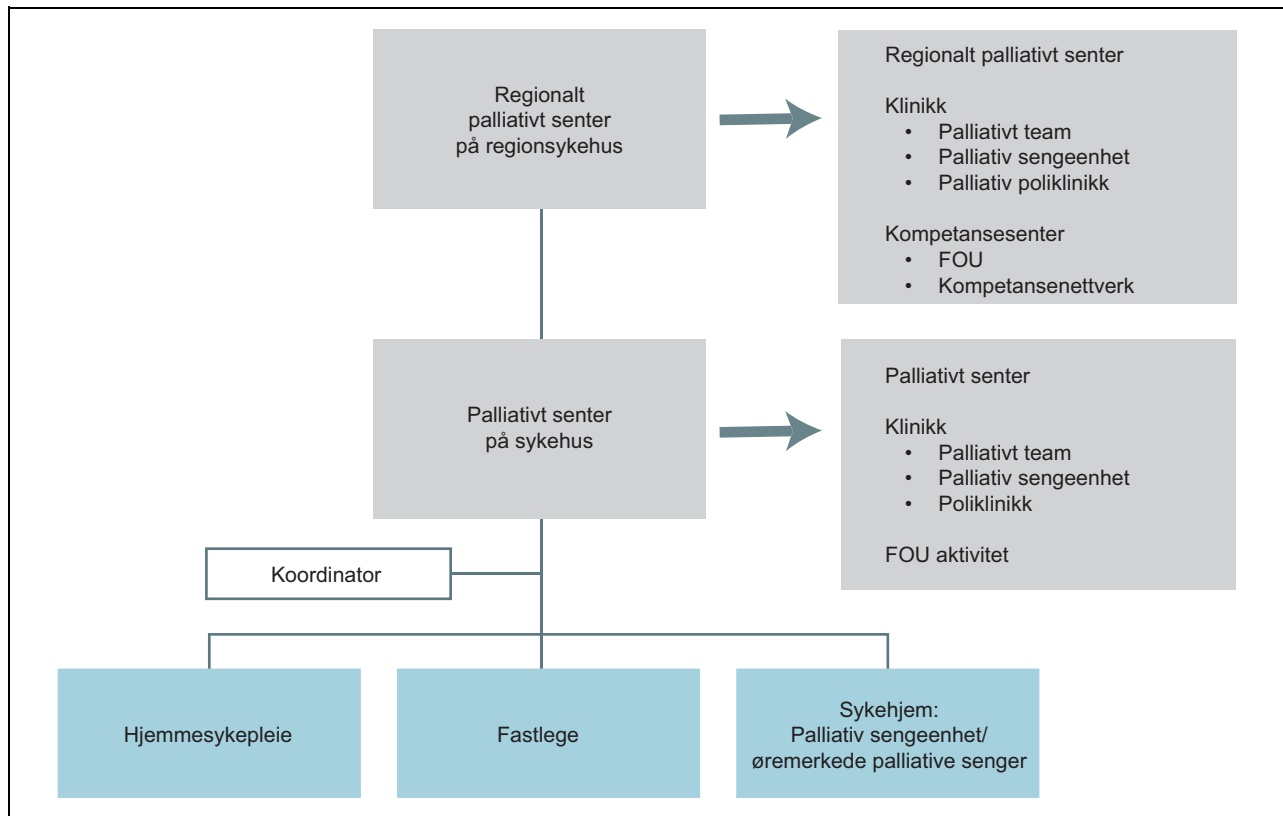 Regionalt
palliativt senter
på regionsykehus
Regionalt palliativt senter
Klinikk
• Palliativt team
• Palliativ sengeenhet
• Palliativ poliklinikk
Kompetansesenter
• FOU
• Kompetansenettverk
Palliativt senter
på sykehus
Palliativt senter
Klinikk
• Palliativt team
• Palliativ sengeenhet
• Poliklinikk
FOU aktivitet
Koordinator
Hjemmesykepleie
Fastlege
Sykehjem:
Palliativ sengeenhet/
øremerkede palliative senger